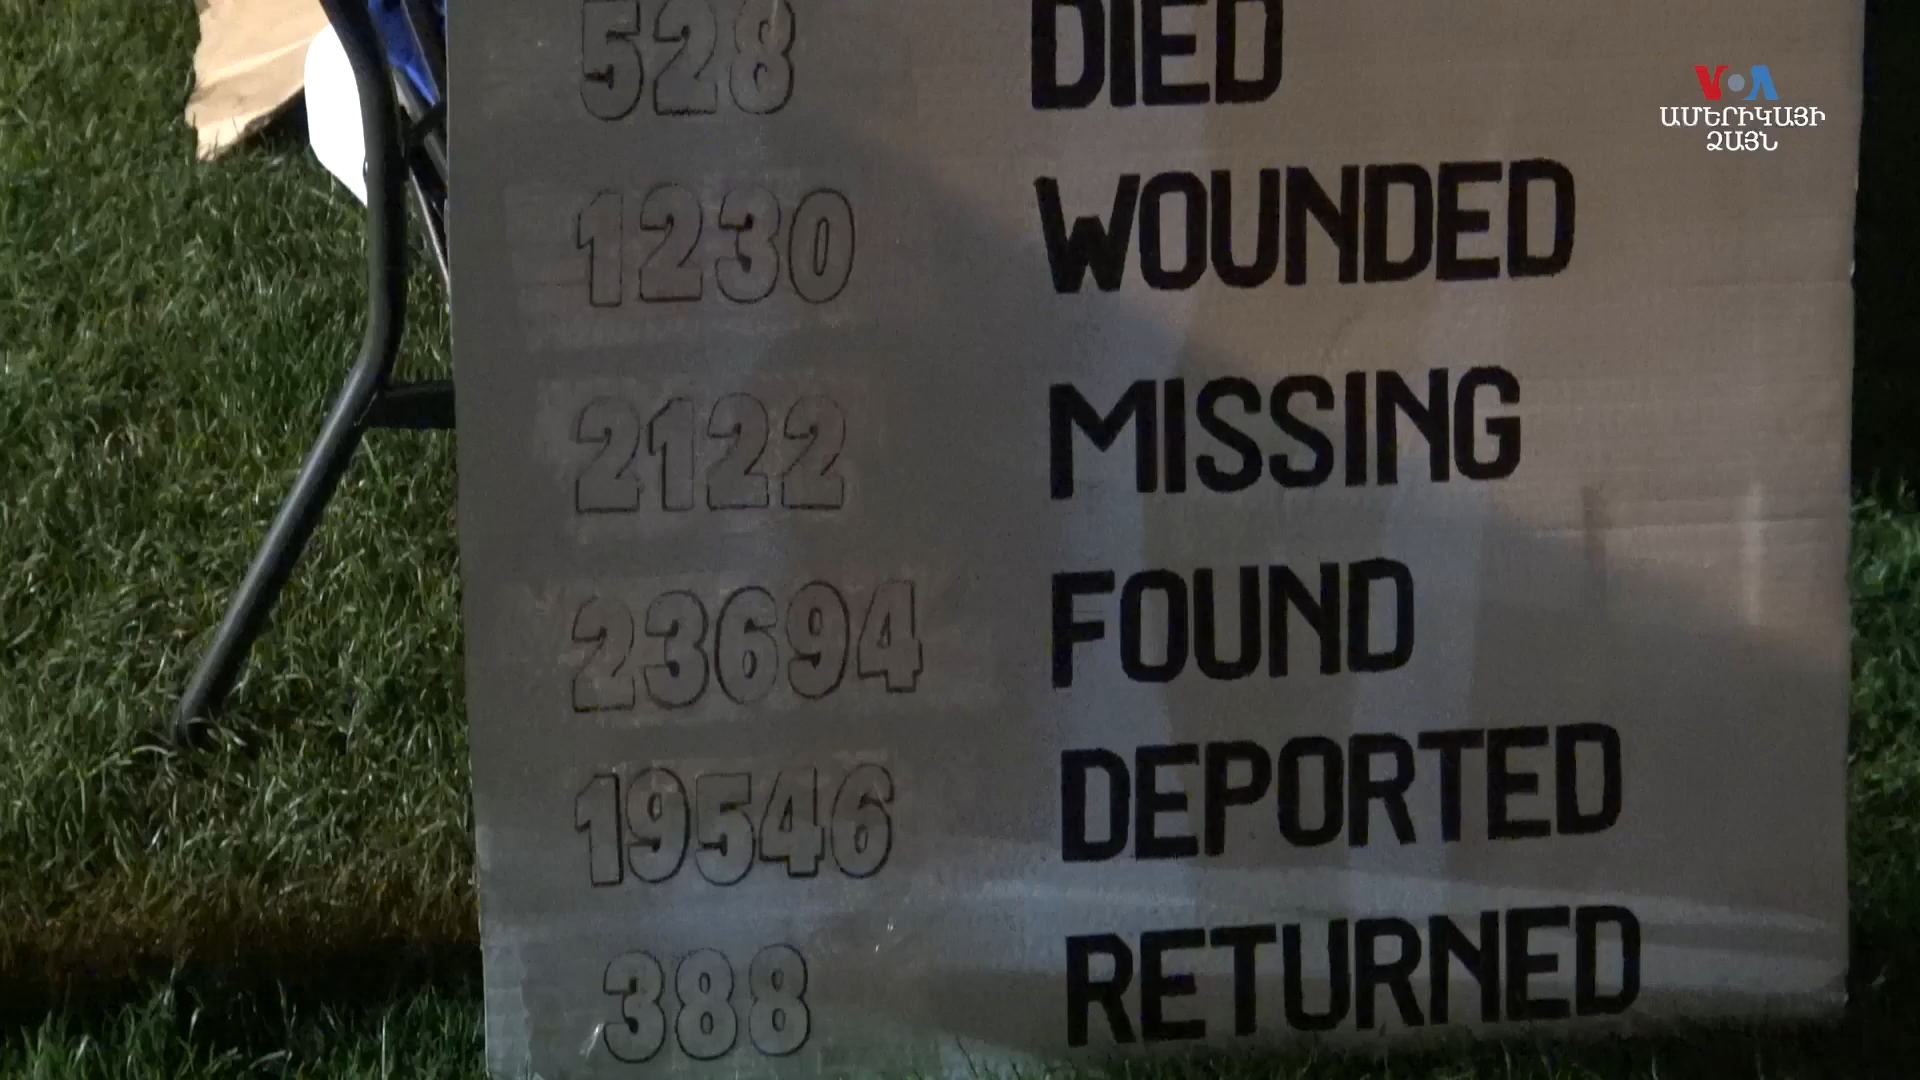 528 DIED
VOA
ԱՄԵՐԻԿԱՅԻ
ՁԱՅՆ
1230 WOUNDED
2122 MISSING
23694 FOUND
19546 DEPORTED
388 RETURNED